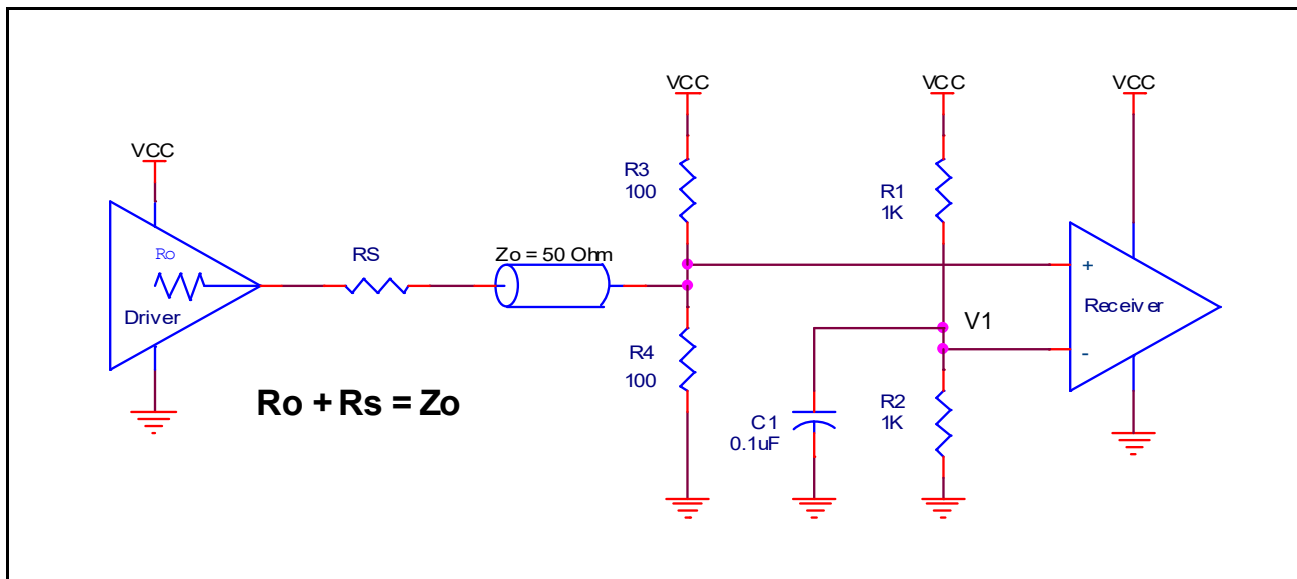 VCC
VCC
VCC
VCC
R3
100
R1
1K
Ro
RS
Zo = 50 Ohm
+
Driver
Receiver
V1
R4
100
-
Ro + Rs = Zo
R2
1K
C1
0.1uF